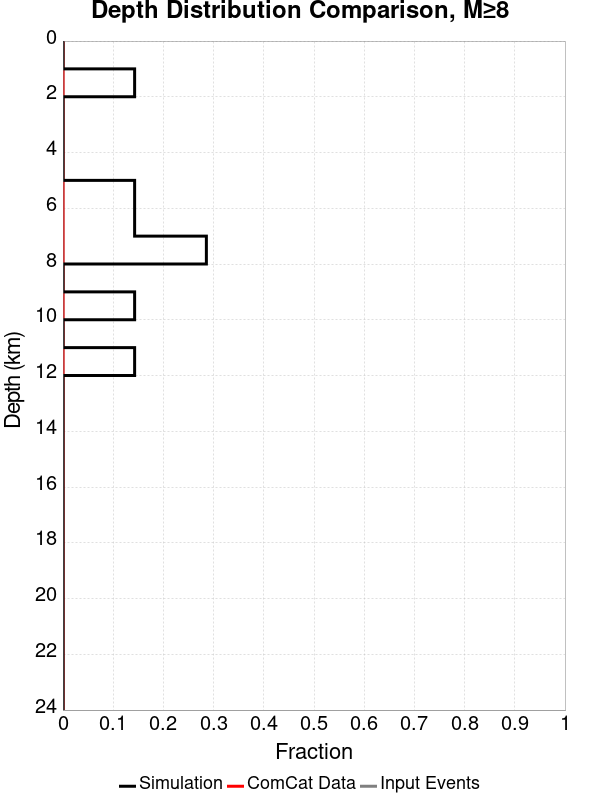 Depth Distribution Comparison, M≥8
0
2
4
6
8
10
12
14
16
18
20
22
24
Depth (km)
0 0.1 0.2 0.3 0.4 0.5 0.6 0.7 0.8 0.9 1
Fraction
Simulation ComCat Data Input Events